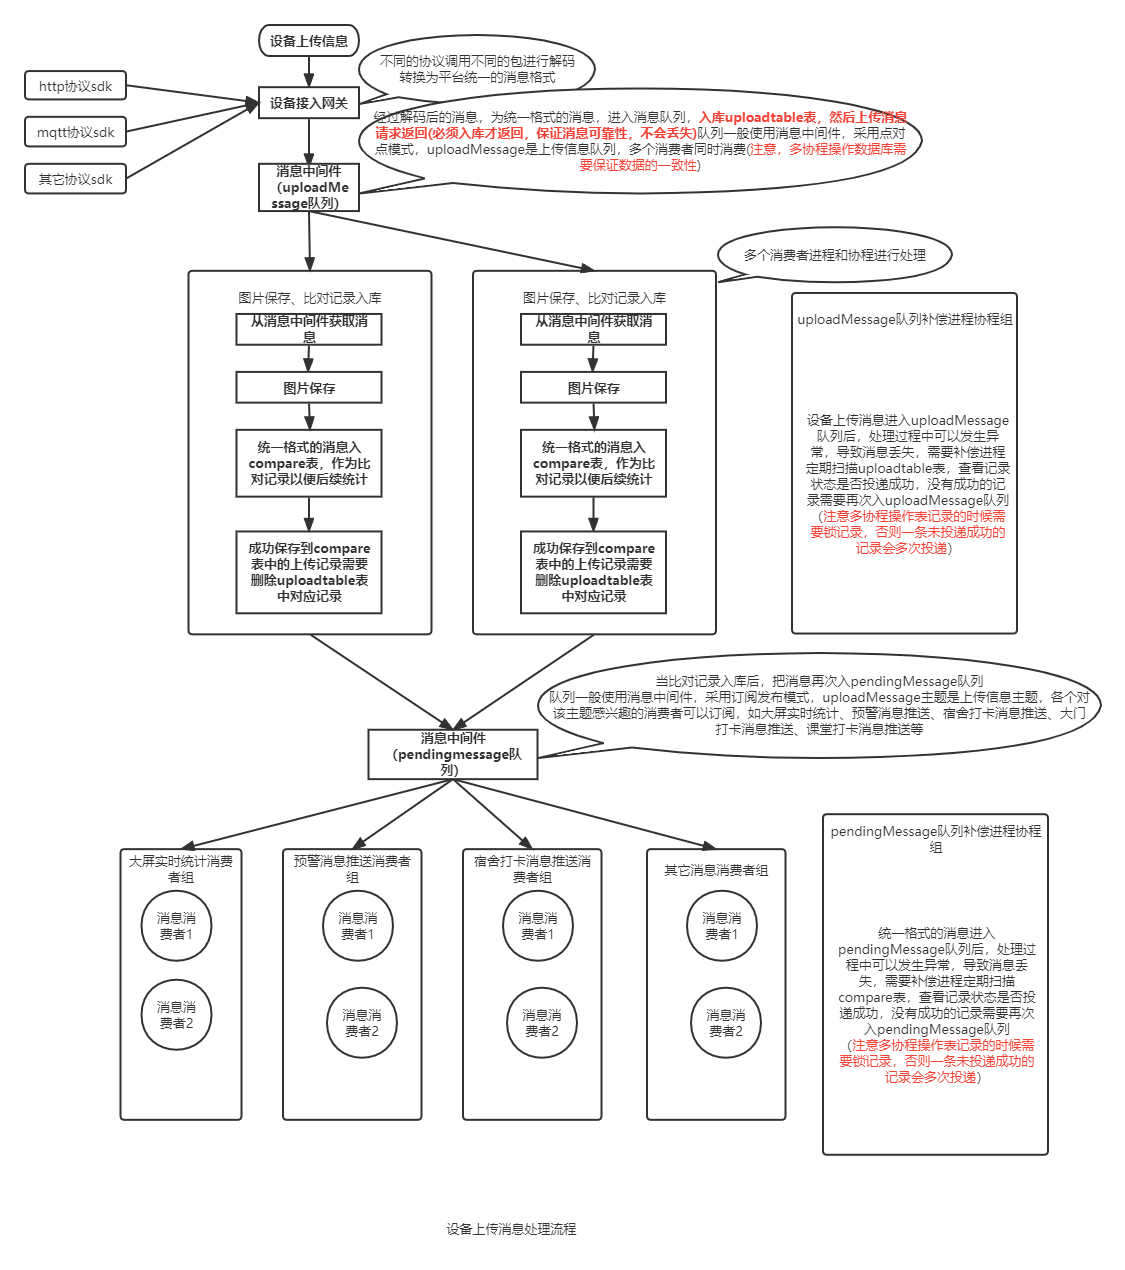 设备上传信息
不同的协议调用不同的包进行解码
转换为平台统一的消息格式
http协议sdk
设备接入网关
mqtt协议sdk
其它协议sdk
经过解码后的消息，为统一格式的消息，进入消息队列，入库uploadtable表，然后上传消息
请求返回(必须入库才返回，保证消息可靠性，不会丢失)队列一般使用消息中间件，采用点对
点模式，uploadMessage是上传信息队列，多个消费者同时消费(注意，多协程操作数据库需
要保证数据的一致性)
消息中间件
（uploadMe
ssage队列）
多个消费者进程和协程进行处理
图片保存、比对记录入库
从消息中间件获取消
息
图片保存
统一格式的消息入
compare表，作为比
对记录以便后续统计
成功保存到compare
表中的上传记录需要
删除uploadtable表
中对应记录
图片保存、比对记录入库
从消息中间件获取消
息
图片保存
统一格式的消息入
compare表，作为比
对记录以便后续统计
成功保存到compare
表中的上传记录需要
删除uploadtable表
中对应记录
uploadMessage队列补偿进程协程组
设备上传消息进入uploadMessage
队列后，处理过程中可以发生异
常，导致消息丢失，需要补偿进程
定期扫描uploadtable表，查看记录
状态是否投递成功，没有成功的记
录需要再次入uploadMessage队列
（注意多协程操作表记录的时候需
要锁记录，否则一条未投递成功的
记录会多次投递）
当比对记录入库后，把消息再次入pendingMessage队列
队列一般使用消息中间件，采用订阅发布模式，uploadMessage主题是上传信息主题，各个对
该主题感兴趣的消费者可以订阅，如大屏实时统计、预警消息推送、宿舍打卡消息推送、大门
打卡消息推送、课堂打卡消息推送等
消息中间件
（pendingmessage队
列）
大屏实时统计消费
者组
消息消
费者1
消息消
费者2
预警消息推送消费者
组
消息消
费者1
消息消
费者2
宿舍打卡消息推送消
费者组
消息消
费者1
消息消
费者2
其它消息消费者组
消息消
费者1
消息消
费者2
pendingMessage队列补偿进程协程
组
统一格式的消息进入
pendingMessage队列后，处理过
程中可以发生异常，导致消息丢
失，需要补偿进程定期扫描
compare表，查看记录状态是否投
递成功，没有成功的记录需要再次
入pendingMessage队列
（注意多协程操作表记录的时候需
要锁记录，否则一条未投递成功的
记录会多次投递）
设备上传消息处理流程